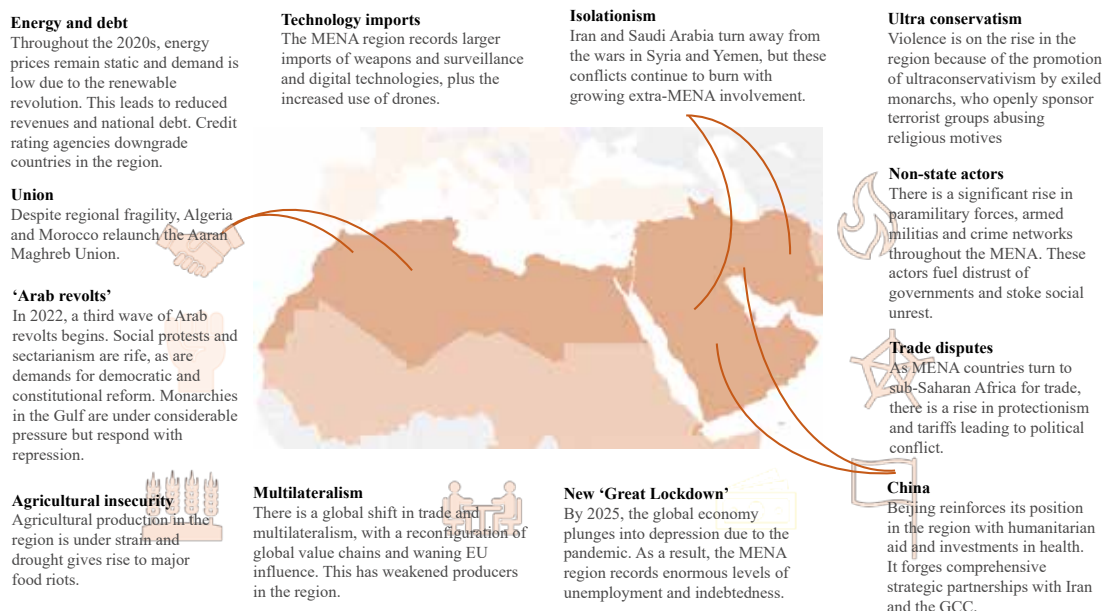 Energy and debt
Throughout the 2020s, energy
prices remain static and demand is
low due to the renewable
revolution. This leads to reduced
revenues and national debt. Credit
rating agencies downgrade
countries in the region.
Technology imports
The MENA region records larger
imports of weapons and surveillance
and digital technologies, plus the
increased use of drones.
Isolationism
Iran and Saudi Arabia turn away from
the wars in Syria and Yemen, but these
conflicts continue to burn with
growing extra-MENA involvement.
Ultra conservatism
Violence is on the rise in the
region because of the promotion
of ultraconservativism by exiled
monarchs, who openly sponsor
terrorist groups abusing
religious motives
Union
Despite regional fragility, Algeria
and Morocco relaunch the Aaran
Maghreb Union.
Non-state actors
There is a significant rise in
paramilitary forces, armed
militias and crime networks
throughout the MENA. These
actors fuel distrust of
governments and stoke social
unrest.
‘Arab revolts’
In 2022, a third wave of Arab
revolts begins. Social protests and
sectarianism are rife, as are
demands for democratic and
constitutional reform. Monarchies
in the Gulf are under considerable
pressure but respond with
repression.
Trade disputes
As MENA countries turn to
sub-Saharan Africa for trade,
there is a rise in protectionism
and tariffs leading to political
conflict.
Agricultural insecurity
Agricultural production in the
region is under strain and
drought gives rise to major
food riots.
Multilateralism
There is a global shift in trade and
multilateralism, with a reconfiguration of
global value chains and waning EU
influence. This has weakened producers
in the region.
New ‘Great Lockdown’
By 2025, the global economy
plunges into depression due to the
pandemic. As a result, the MENA
region records enormous levels of
unemployment and indebtedness.
China
Beijing reinforces its position
in the region with humanitarian
aid and investments in health.
It forges comprehensive
strategic partnerships with Iran
and the GCC.